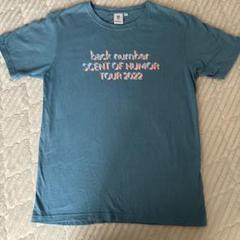 back number
SCENT OF HUMOR
TOUR 2022